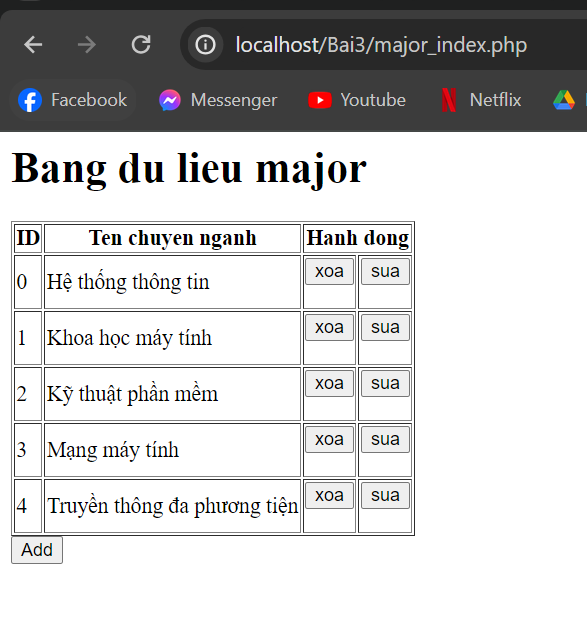 localhost/Bai3/major_index.php
Facebook Messenger Youtube Netflix
Bang du lieu major
ID Ten chuyen nganh Hanh dong
0 Hệ thống thông tin xoa sua
1 Khoa học máy tính xoa sua
2 Kỹ thuật phần mềm xoa sua
3 Mạng máy tính xoa sua
4 Truyền thông đa phương tiện xoa sua
Add